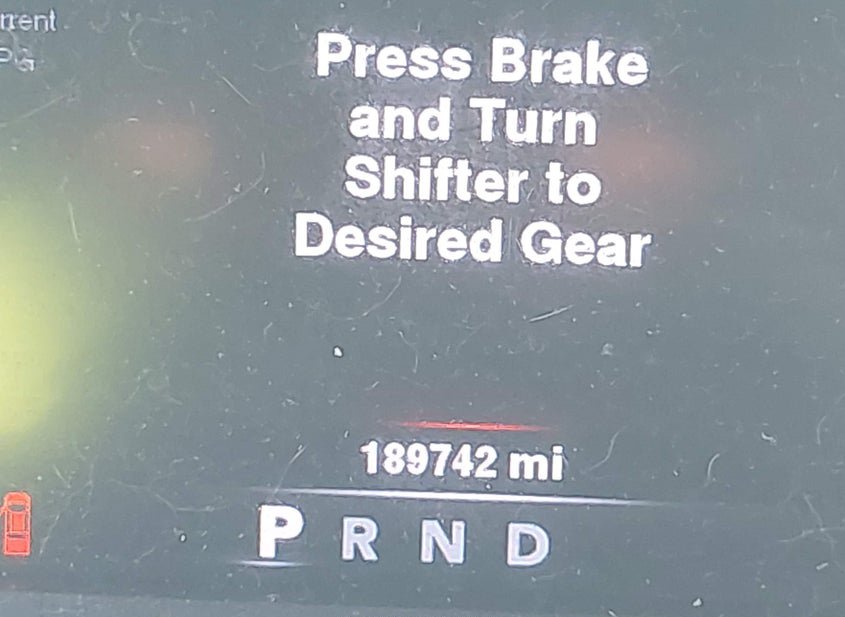 Press Brake
and Turn
Shifter to
Desired Gear
189742 mi
P R N D